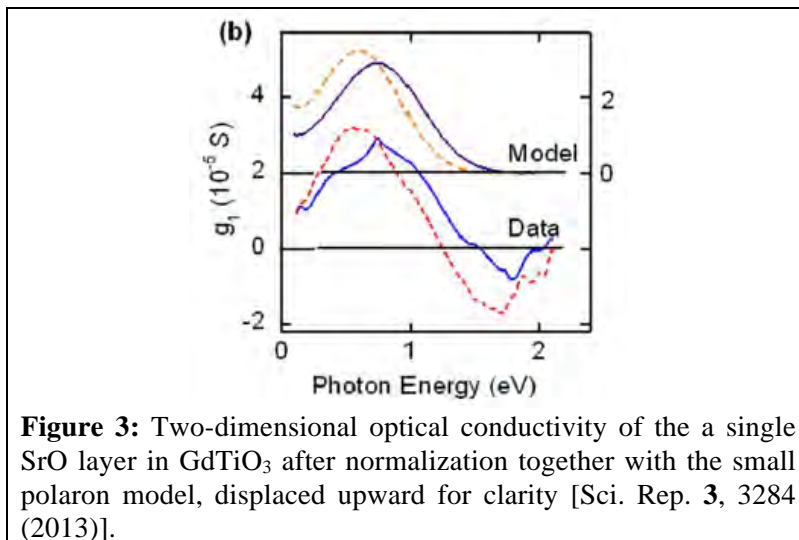 (b)
4
2
Model
2
0
g₁ (10⁻⁵ S)
Data
0
-2
0
1
2
Photon Energy (eV)
Figure 3: Two-dimensional optical conductivity of the a single
SrO layer in GdTiO₃ after normalization together with the small
polaron model, displaced upward for clarity [Sci. Rep. 3, 3284
(2013)].